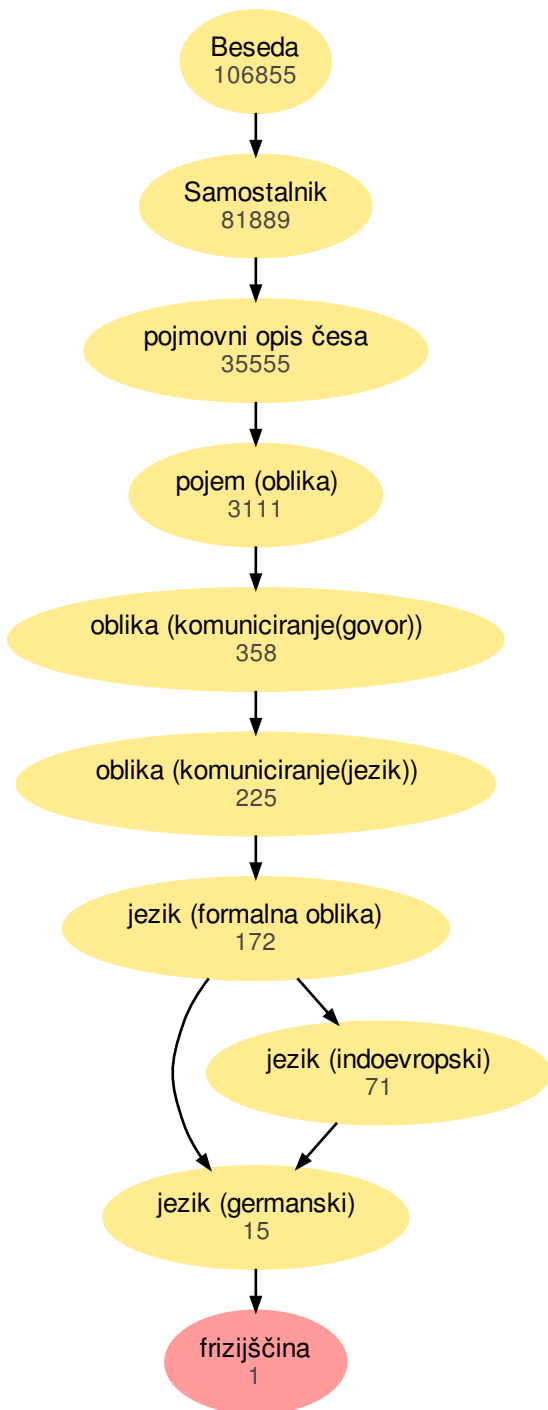 Beseda
106855
Samostalnik
81889
pojmovni opis česa
35555
pojem (oblika)
3111
oblika (komuniciranje(govor))
358
oblika (komuniciranje(jezik))
225
jezik (formalna oblika)
172
jezik (indoevropski)
71
jezik (germanski)
15
frizijščina
1